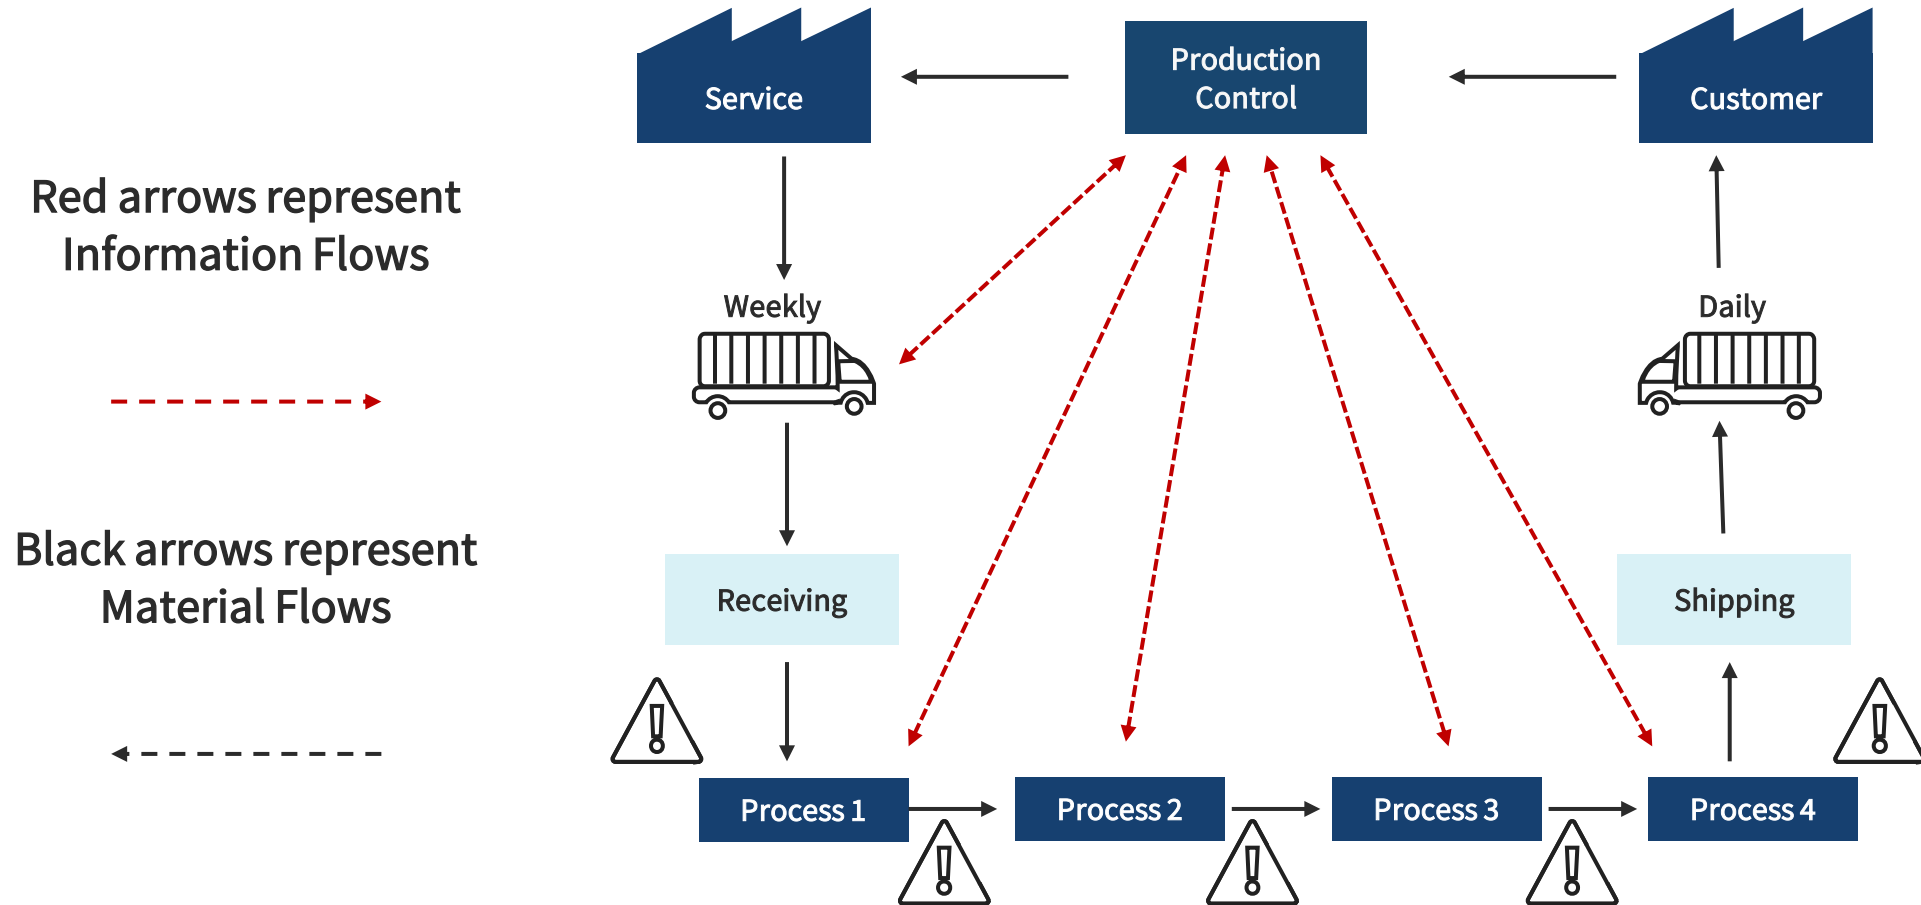 Service
Production
Control
Customer
Red arrows represent
Information Flows
Weekly
Daily
Black arrows represent
Material Flows
Receiving
Shipping
Process 1
Process 2
Process 3
Process 4